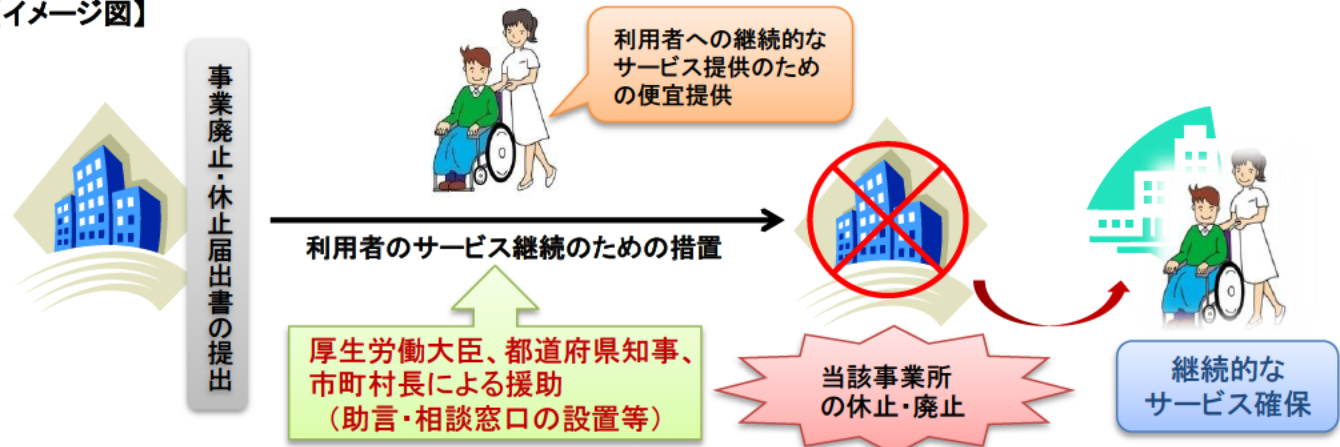 【イメージ図】
事業廃止・休止届出書の提出
利用者への継続的な
サービス提供のため
の便宜提供
利用者のサービス継続のための措置
厚生労働大臣、都道府県知事、
市町村長による援助
（助言・相談窓口の設置等）
当該事業所
の休止・廃止
継続的な
サービス確保